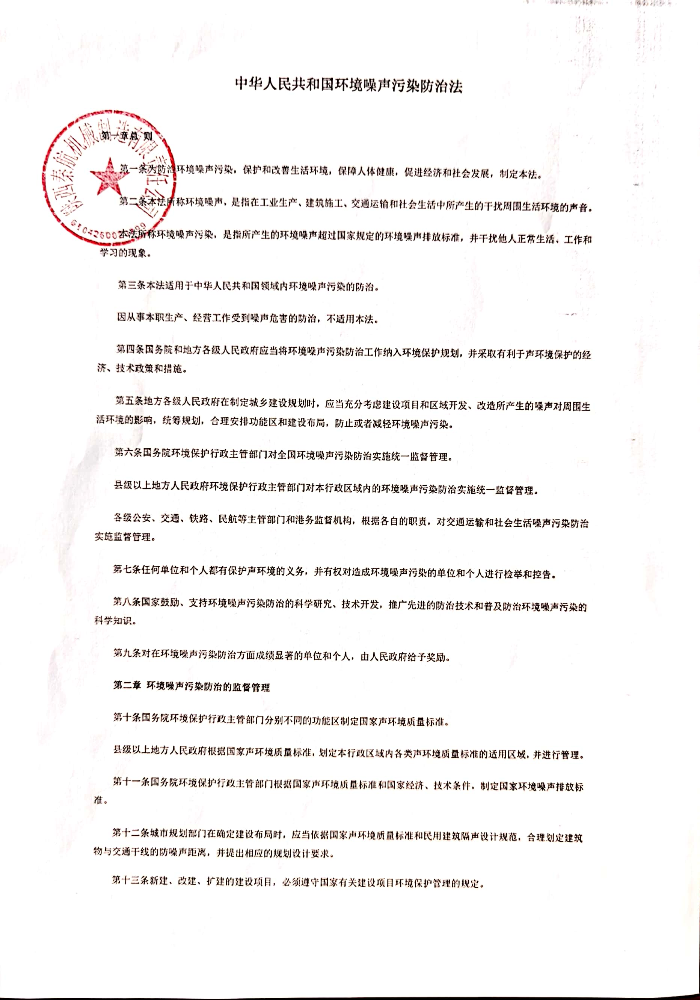 中华人民共和国环境噪声污染防治法
陕西秦航机械制造有限责任公司
第一章总 则
第一条为防治环境噪声污染，保护和改善生活环境，保障人体健康，促进经济和社会发展，制定本法。
第二条本法所称环境噪声，是指在工业生产、建筑施工、交通运输和社会生活中所产生的干扰周围生活环境的声音。
本法所称环境噪声污染，是指所产生的环境噪声超过国家规定的环境噪声排放标准，并干扰他人正常生活、工作和
学习的现象。
第三条本法适用于中华人民共和国领域内环境噪声污染的防治。
因从事本职生产、经营工作受到噪声危害的防治，不适用本法。
第四条国务院和地方各级人民政府应当将环境噪声污染防治工作纳入环境保护规划，并采取有利于声环境保护的经
济、技术政策和措施。
第五条地方各级人民政府在制定城乡建设规划时，应当充分考虑建设项目和区域开发、改造所产生的噪声对周围生
活环境的影响，统筹规划，合理安排功能区和建设布局，防止或者减轻环境噪声污染。
第六条国务院环境保护行政主管部门对全国环境噪声污染防治实施统一监督管理。
县级以上地方人民政府环境保护行政主管部门对本行政区域内的环境噪声污染防治实施统一监督管理。
各级公安、交通、铁路、民航等主管部门和港务监督机构，根据各自的职责，对交通运输和社会生活噪声污染防治
实施监督管理。
第七条任何单位和个人都有保护声环境的义务，并有权对造成环境噪声污染的单位和个人进行检举和控告。
第八条国家鼓励、支持环境噪声污染防治的科学研究、技术开发，推广先进的防治技术和普及防治环境噪声污染的
科学知识。
第九条对在环境噪声污染防治方面成绩显著的单位和个人，由人民政府给予奖励。
第二章 环境噪声污染防治的监督管理
第十条国务院环境保护行政主管部门分别不同的功能区制定国家声环境质量标准。
县级以上地方人民政府根据国家声环境质量标准，划定本行政区域内各类声环境质量标准的适用区域，并进行管理。
第十一条国务院环境保护行政主管部门根据国家声环境质量标准和国家经济、技术条件，制定国家环境噪声排放标
准。
第十二条城市规划部门在确定建设布局时，应当依据国家声环境质量标准和民用建筑隔声设计规范，合理划定建筑
物与交通干线的防噪声距离，并提出相应的规划设计要求。
第十三条新建、改建、扩建的建设项目，必须遵守国家有关建设项目环境保护管理的规定。